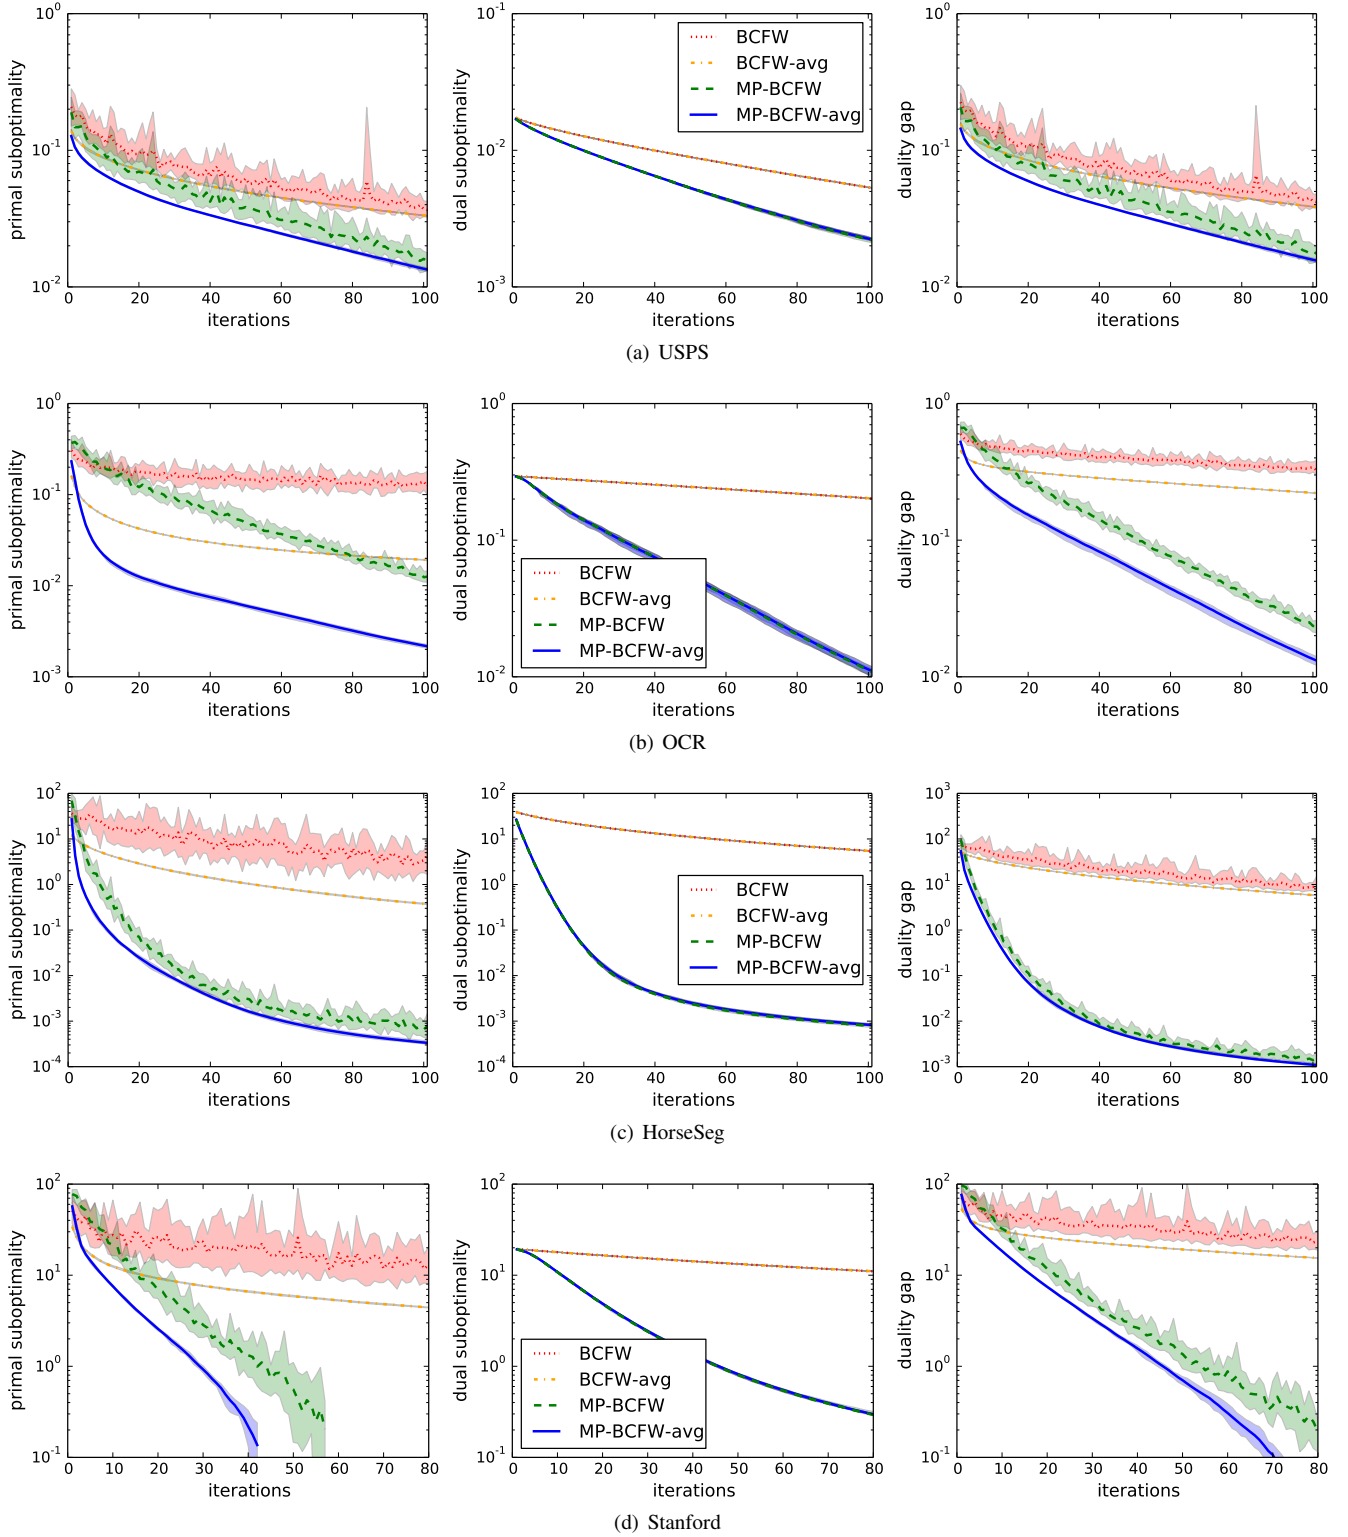 10^0
10^-1
10^-2
primal suboptimality
0 20 40 60 80 100
iterations
10^-1
10^-2
10^-3
dual suboptimality
BCFW
BCFW-avg
MP-BCFW
MP-BCFW-avg
0 20 40 60 80 100
iterations
10^0
10^-1
10^-2
duality gap
0 20 40 60 80 100
iterations
(a) USPS
10^0
10^-1
10^-2
10^-3
primal suboptimality
0 20 40 60 80 100
iterations
10^0
10^-1
10^-2
dual suboptimality
BCFW
BCFW-avg
MP-BCFW
MP-BCFW-avg
0 20 40 60 80 100
iterations
10^0
10^-1
10^-2
duality gap
0 20 40 60 80 100
iterations
(b) OCR
10^2
10^1
10^0
10^-1
10^-2
10^-3
10^-4
primal suboptimality
0 20 40 60 80 100
iterations
10^2
10^1
10^0
10^-1
10^-2
10^-3
10^-4
dual suboptimality
BCFW
BCFW-avg
MP-BCFW
MP-BCFW-avg
0 20 40 60 80 100
iterations
10^3
10^2
10^1
10^0
10^-1
10^-2
10^-3
duality gap
0 20 40 60 80 100
iterations
(c) HorseSeg
10^2
10^1
10^0
10^-1
primal suboptimality
0 10 20 30 40 50 60 70 80
iterations
10^2
10^1
10^0
10^-1
dual suboptimality
BCFW
BCFW-avg
MP-BCFW
MP-BCFW-avg
0 10 20 30 40 50 60 70 80
iterations
10^2
10^1
10^0
10^-1
duality gap
0 10 20 30 40 50 60 70 80
iterations
(d) Stanford